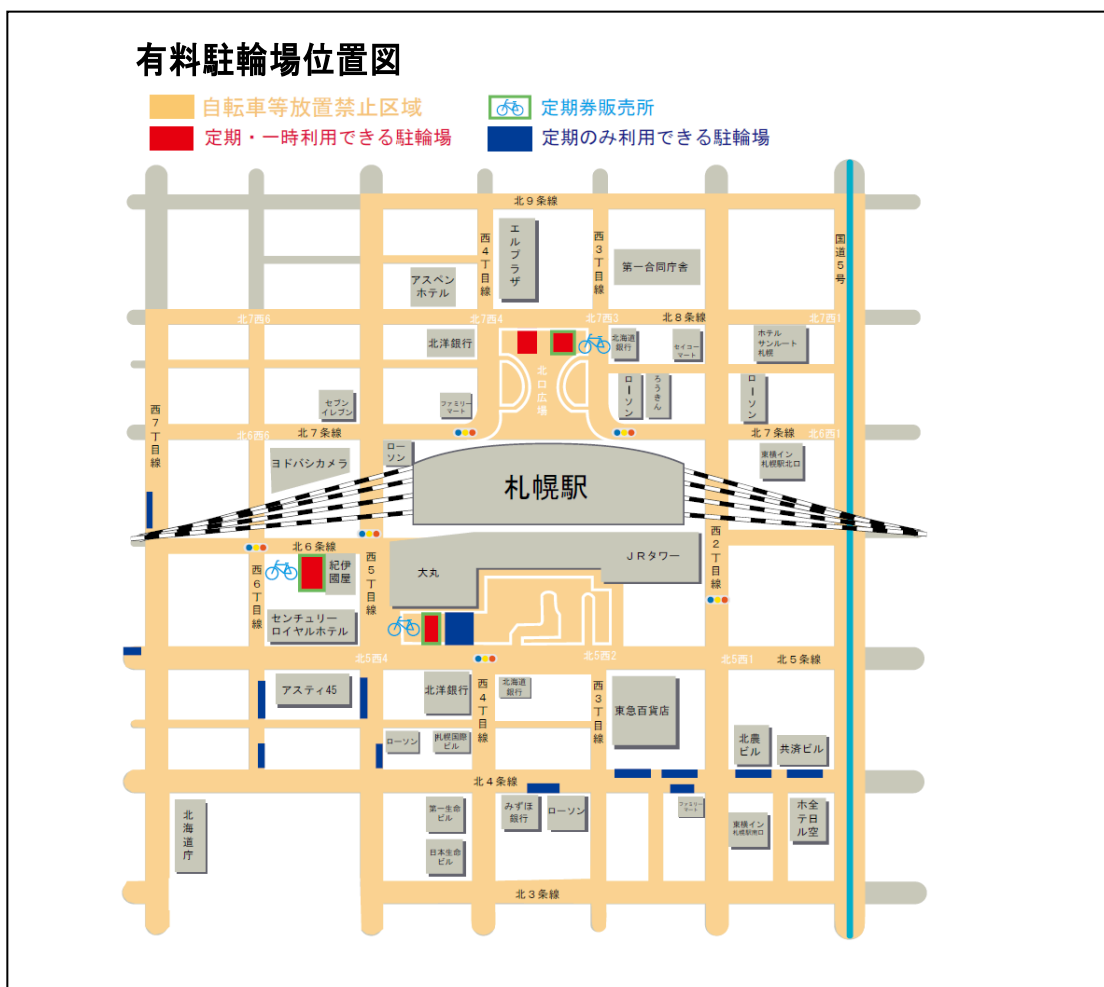 有料駐輪場位置図
自転車等放置禁止区域
定期券販売所
定期・一時利用できる駐輪場
定期のみ利用できる駐輪場
北9条線
西4丁目線
エルプラザ
西3丁目線
第一合同庁舎
国道5号
アスペン
ホテル
北7西6
北7西4
北7西3
北8条線
北7西1
北洋銀行
北海道
銀行
セイコー
マート
ホテル
サンルート
札幌
北口広場
ローソン
ろうきん
ローソン
セブン
イレブン
ファミリー
マート
西7丁目線
北6西6
北7条線
北7条線
北6西1
ヨドバシカメラ
ロー
ソン
札幌駅
東横イン
札幌駅北口
北6条線
西6丁目線
紀伊
國屋
西5丁目線
大丸
JRタワー
西2丁目線
センチュリー
ロイヤルホテル
北5西4
北5西2
北5西1
北5条線
アスティ45
北洋銀行
西4丁目線
北海道
銀行
西3丁目線
東急百貨店
ローソン
札幌国際
ビル
北農
ビル
共済ビル
北4条線
北海道庁
第一生命
ビル
みずほ
銀行
ローソン
ファミリー
マート
東横イン
札幌駅南口
ホテル
全日空
日本生命
ビル
北3条線